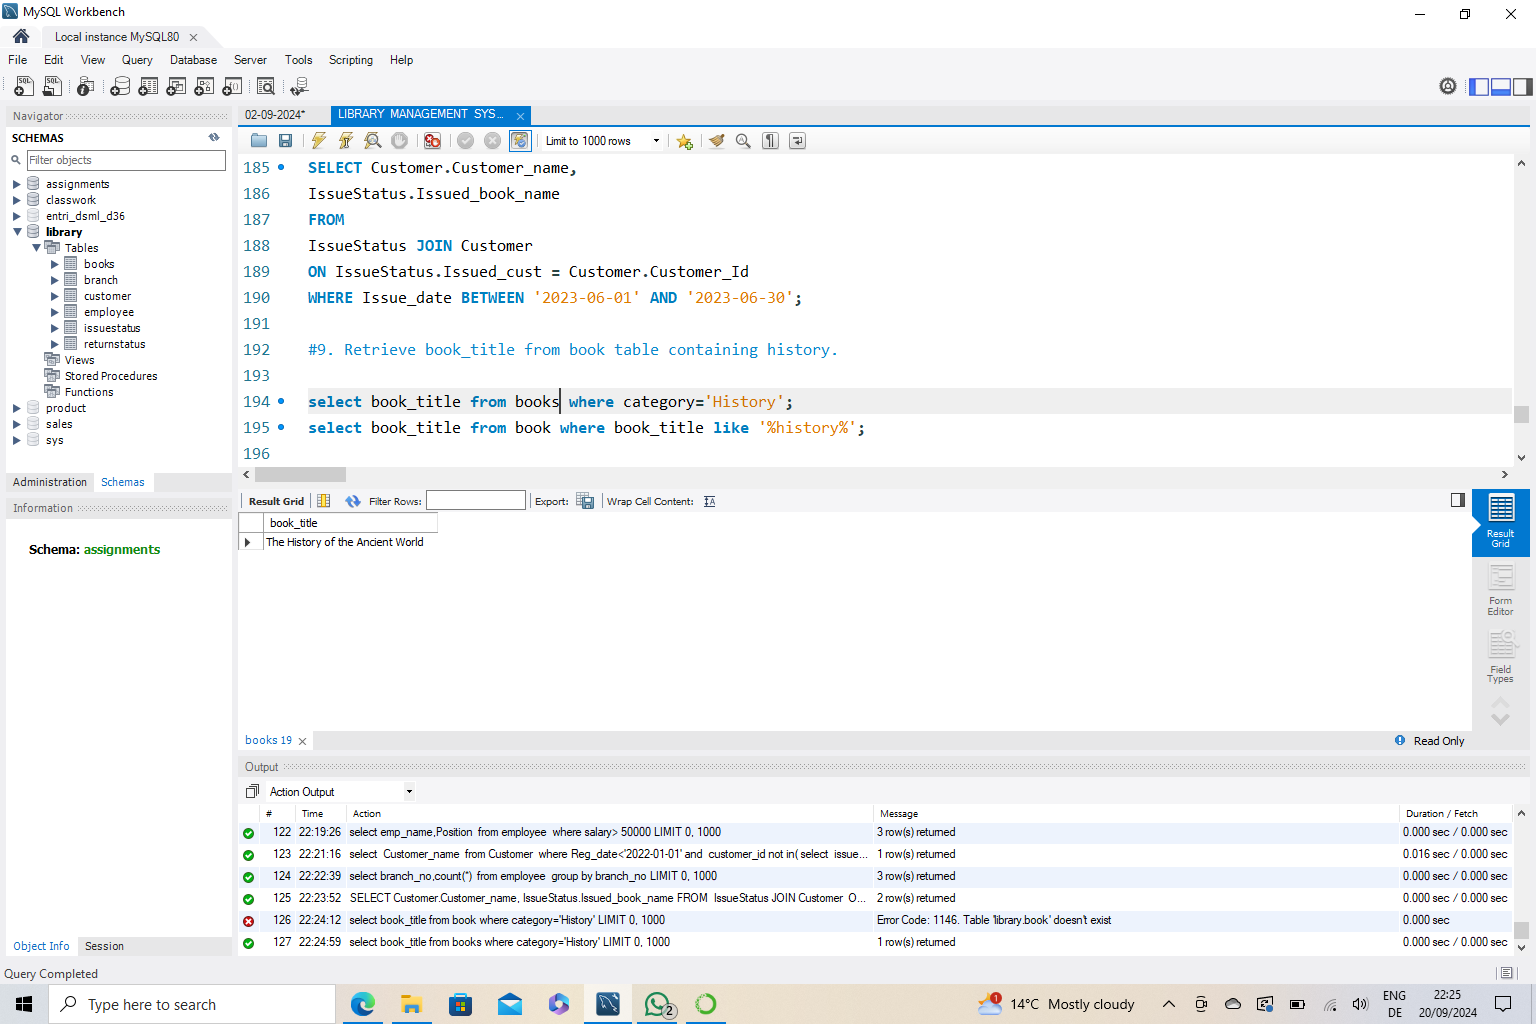 MySQL Workbench
Local instance MySQL80
File Edit View Query Database Server Tools Scripting Help
Navigator
SCHEMAS
Filter objects
assignments
classwork
entri_dsml_d36
library
Tables
books
branch
customer
employee
issuestatus
returnstatus
Views
Stored Procedures
Functions
product
sales
sys
Administration Schemas
Information
Schema: assignments
Object Info Session
02-09-2024* LIBRARY MANAGEMENT SYS...
Limit to 1000 rows
185 SELECT Customer.Customer_name,
186 IssueStatus.Issued_book_name
187 FROM
188 IssueStatus JOIN Customer
189 ON IssueStatus.Issued_cust = Customer.Customer_Id
190 WHERE Issue_date BETWEEN '2023-06-01' AND '2023-06-30';
191
192 #9. Retrieve book_title from book table containing history.
193
194 select book_title from books where category='History';
195 select book_title from book where book_title like '%history%';
196
Result Grid Filter Rows: Export: Wrap Cell Content:
book_title
The History of the Ancient World
Result Grid
Form Editor
Field Types
books 19
Read Only
Output
Action Output
# Time Action Message Duration / Fetch
122 22:19:26 select emp_name,Position from employee where salary> 50000 LIMIT 0, 1000 3 row(s) returned 0.000 sec / 0.000 sec
123 22:21:16 select Customer_name from Customer where Reg_date<'2022-01-01' and customer_id not in( select issue... 1 row(s) returned 0.016 sec / 0.000 sec
124 22:22:39 select branch_no,count(*) from employee group by branch_no LIMIT 0, 1000 3 row(s) returned 0.000 sec / 0.000 sec
125 22:23:52 SELECT Customer.Customer_name, IssueStatus.Issued_book_name FROM IssueStatus JOIN Customer O... 2 row(s) returned 0.000 sec / 0.000 sec
126 22:24:12 select book_title from book where category='History' LIMIT 0, 1000 Error Code: 1146. Table 'library.book' doesn't exist 0.000 sec
127 22:24:59 select book_title from books where category='History' LIMIT 0, 1000 1 row(s) returned 0.000 sec / 0.000 sec
Query Completed
Type here to search
2
1
14°C Mostly cloudy
ENG
DE
22:25
20/09/2024